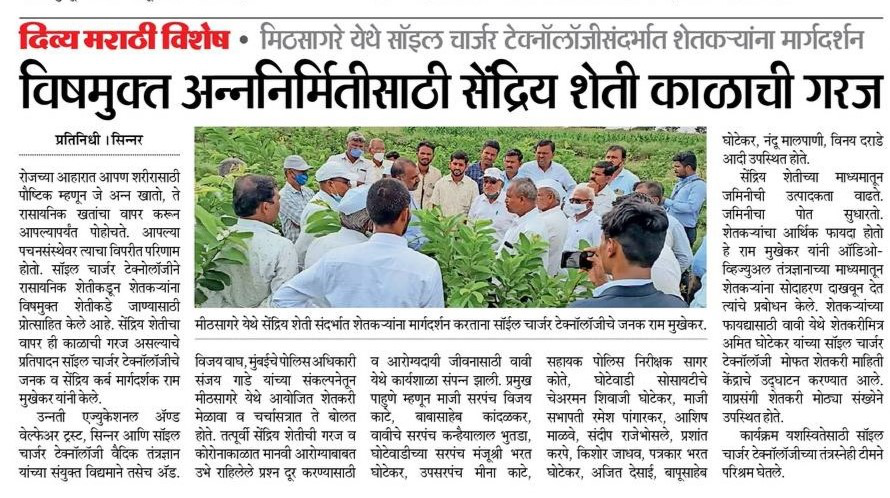 दिव्य मराठी विशेष • मिठसागरे येथे सॉइल चार्जर टेक्नॉलॉजीसंदर्भात शेतकऱ्यांना मार्गदर्शन
विषमुक्त अन्ननिर्मितीसाठी सेंद्रिय शेती काळाची गरज
प्रतिनिधी । सिन्नर
रोजच्या आहारात आपण शरीरासाठी
पौष्टिक म्हणून जे अन्न खातो, ते
रासायनिक खतांचा वापर करून
आपल्यापर्यंत पोहोचते. आपल्या
पचनसंस्थेवर त्याचा विपरीत परिणाम
होतो. सॉइल चार्जर टेक्नॉलॉजीने
रासायनिक शेतीकडून शेतकऱ्यांना
विषमुक्त शेतीकडे जाण्यासाठी
प्रोत्साहित केले आहे. सेंद्रिय शेतीचा
वापर ही काळाची गरज असल्याचे
प्रतिपादन सॉइल चार्जर टेक्नॉलॉजीचे
जनक व सेंद्रिय कर्ब मार्गदर्शक राम
मुखेकर यांनी केले.
उन्नती एज्युकेशनल अ‍ॅण्ड
वेल्फेअर ट्रस्ट, सिन्नर आणि सॉइल
चार्जर टेक्नॉलॉजी वैदिक तंत्रज्ञान
यांच्या संयुक्त विद्यमाने तसेच अ‍ॅड.
मीठसागरे येथे सेंद्रिय शेती संदर्भात शेतकऱ्यांना मार्गदर्शन करताना सॉईल चार्जर टेक्नॉलॉजीचे जनक राम मुखेकर.
विजय वाघ, मुंबईचे पोलिस अधिकारी
संजय गाडे यांच्या संकल्पनेतून
मीठसागरे येथे आयोजित शेतकरी
मेळावा व चर्चासत्रात ते बोलत
होते. तत्पूर्वी सेंद्रिय शेतीची गरज व
कोरोनाकाळात मानवी आरोग्याबाबत
उभे राहिलेले प्रश्न दूर करण्यासाठी
व आरोग्यदायी जीवनासाठी वावी
येथे कार्यशाळा संपन्न झाली. प्रमुख
पाहुणे म्हणून माजी सरपंच विजय
काटे, बाबासाहेब कांदळकर,
वावीचे सरपंच कन्हैयालाल भुतडा,
घोटेवाडीच्या सरपंच मंजूश्री भरत
घोटेकर, उपसरपंच मीना काटे,
सहायक पोलिस निरीक्षक सागर
कोते, घोटेवाडी सोसायटीचे
चेअरमन शिवाजी घोटेकर, माजी
सभापती रमेश पांगारकर, आशिष
माळवे, संदीप राजेभोसले, प्रशांत
करपे, किशोर जाधव, पत्रकार भरत
घोटेकर, अजित देसाई, बापूसाहेब
घोटेकर, नंदू मालपाणी, विनय दराडे
आदी उपस्थित होते.
सेंद्रिय शेतीच्या माध्यमातून
जमिनीची उत्पादकता वाढते.
जमिनीचा पोत सुधारतो.
शेतकऱ्यांचा आर्थिक फायदा होतो
हे राम मुखेकर यांनी ऑडिओ-
व्हिज्युअल तंत्रज्ञानाच्या माध्यमातून
शेतकऱ्यांना सोदाहरण दाखवून देत
त्यांचे प्रबोधन केले. शेतकऱ्यांच्या
फायद्यासाठी वावी येथे शेतकरीमित्र
अमित घोटेकर यांच्या सॉइल चार्जर
टेक्नॉलॉजी मोफत शेतकरी माहिती
केंद्राचे उद्घाटन करण्यात आले.
याप्रसंगी शेतकरी मोठ्या संख्येने
उपस्थित होते.
कार्यक्रम यशस्वितेसाठी सॉइल
चार्जर टेक्नॉलॉजीच्या तंत्रस्नेही टीमने
परिश्रम घेतले.